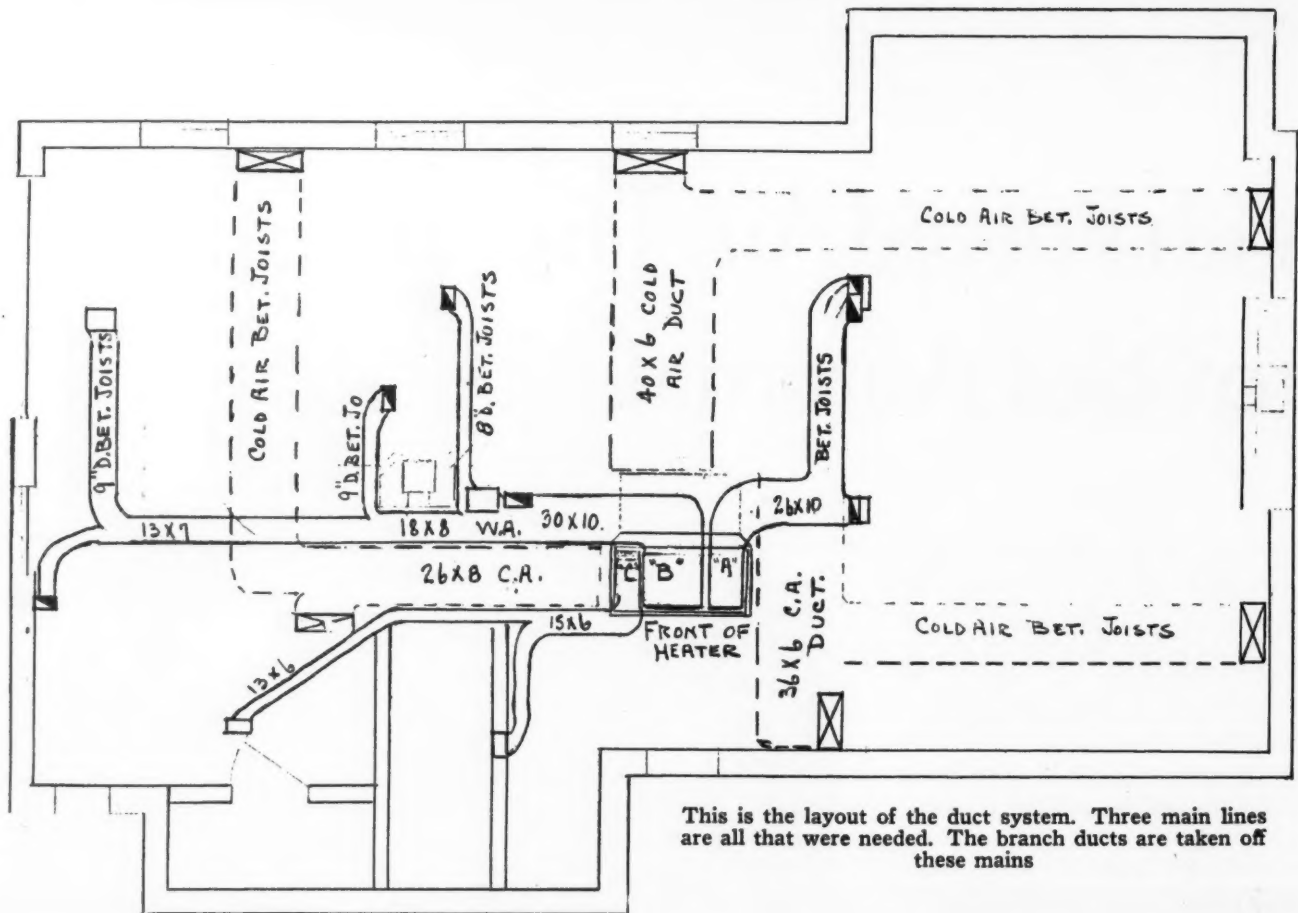 COLD AIR BET. JOISTS
COLD AIR BET. JOISTS
40X6 COLD
AIR DUCT
8"D. BET. JOISTS
9"D. BET. JOISTS
9"D. BET. JO
BET. JOISTS
13X7
18X8
W.A.
30X10.
26X10
26X8 C.A.
"C"
"B"
"A"
15X6
FRONT OF
HEATER
36X6 C.A.
DUCT.
COLD AIR BET. JOISTS
13X6
This is the layout of the duct system. Three main lines
are all that were needed. The branch ducts are taken off
these mains